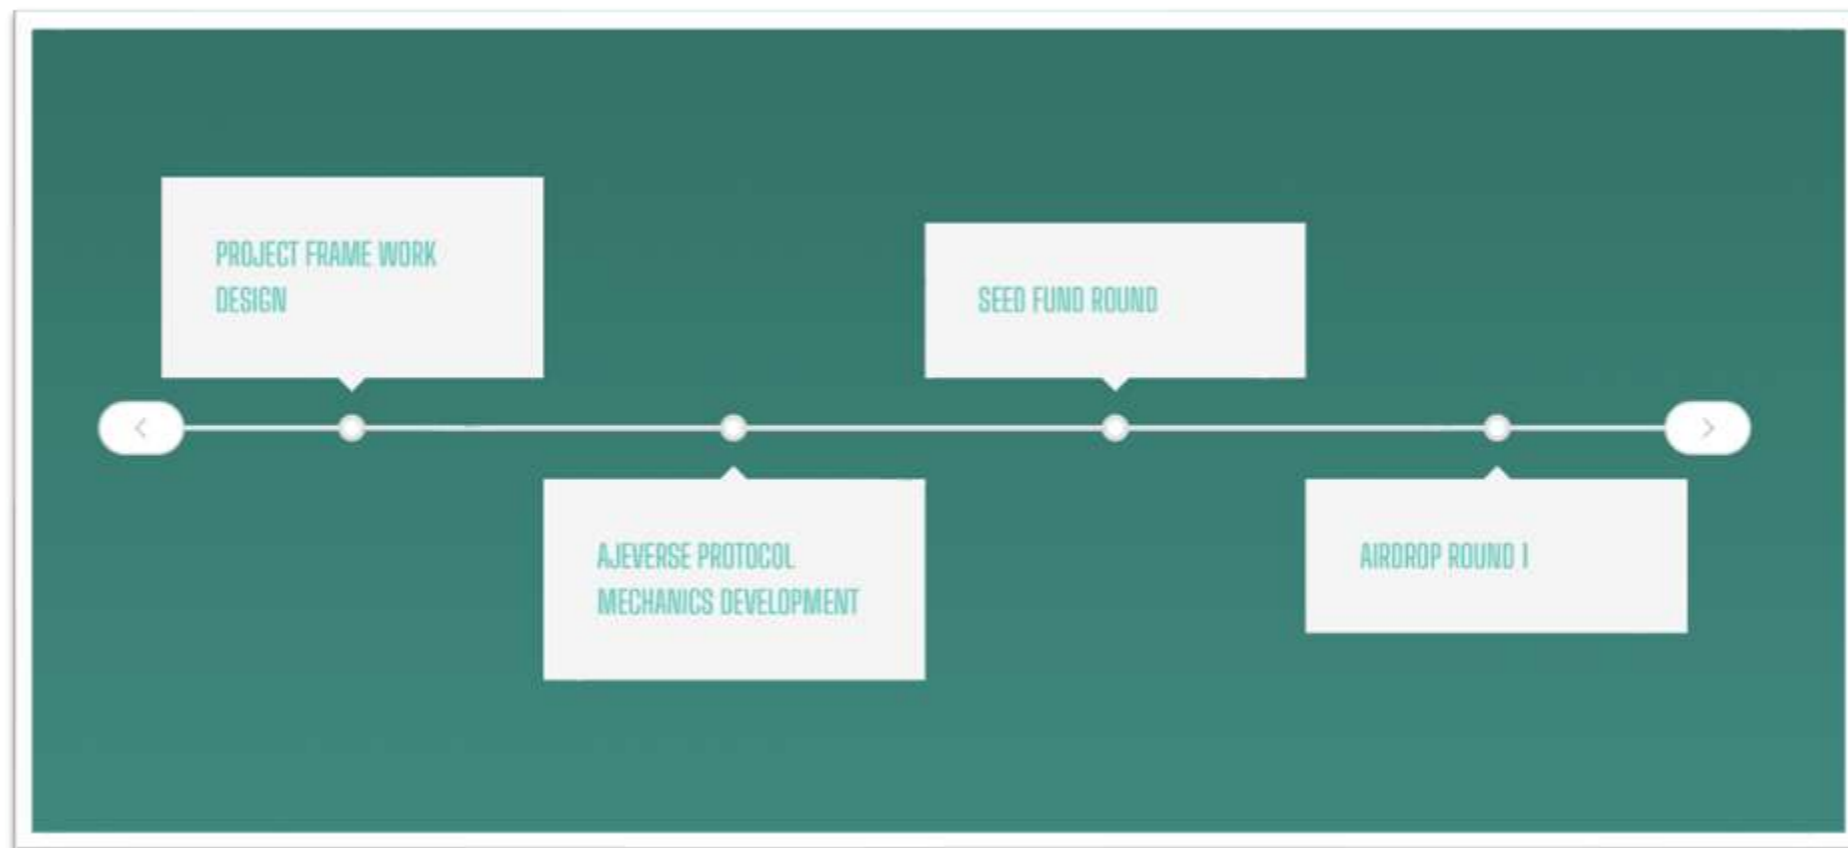 PROJECT FRAME WORK
DESIGN
AJEVERSE PROTOCOL
MECHANICS DEVELOPMENT
SEED FUND ROUND
AIRDROP ROUND 1